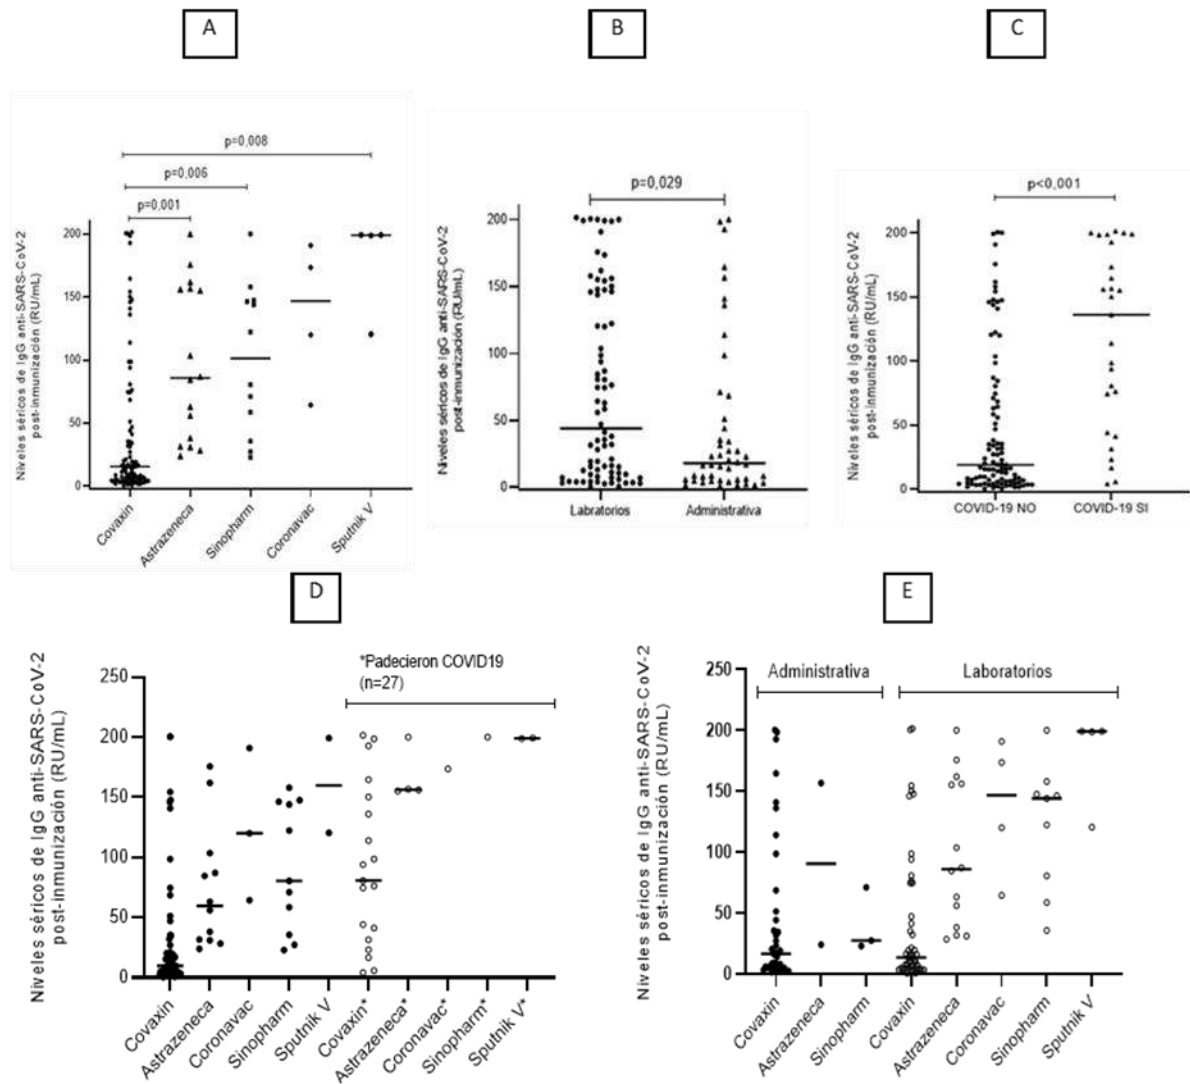 A
B
C
p=0,008
p=0,006
p=0,001
Niveles séricos de IgG anti-SARS-CoV-2
post-inmunización (RU/mL)
200
150
100
50
0
Covaxin
Astrazeneca
Sinopharm
Coronavac
Sputnik V
p=0,029
Niveles séricos de IgG anti-SARS-CoV-2
post-inmunización (RU/mL)
200
150
100
50
0
Labratorios
Administrativa
p<0,001
Niveles séricos de IgG anti-SARS-CoV-2
post-inmunización (RU/mL)
200
150
100
50
0
COVID-19 NO
COVID-19 SI
D
E
*Padecieron COVID19
(n=27)
Niveles séricos de IgG anti-SARS-CoV-2
post-inmunización (RU/mL)
250
200
150
100
50
0
Covaxin
Astrazeneca
Coronavac
Sinopharm
Sputnik V
Covaxin*
Astrazeneca*
Coronavac*
Sinopharm*
Sputnik V*
Administrativa
Laboratorios
Niveles séricos de IgG anti-SARS-CoV-2
post-inmunización (RU/mL)
250
200
150
100
50
0
Covaxin
Astrazeneca
Sinopharm
Covaxin
Astrazeneca
Coronavac
Sinopharm
Sputnik V